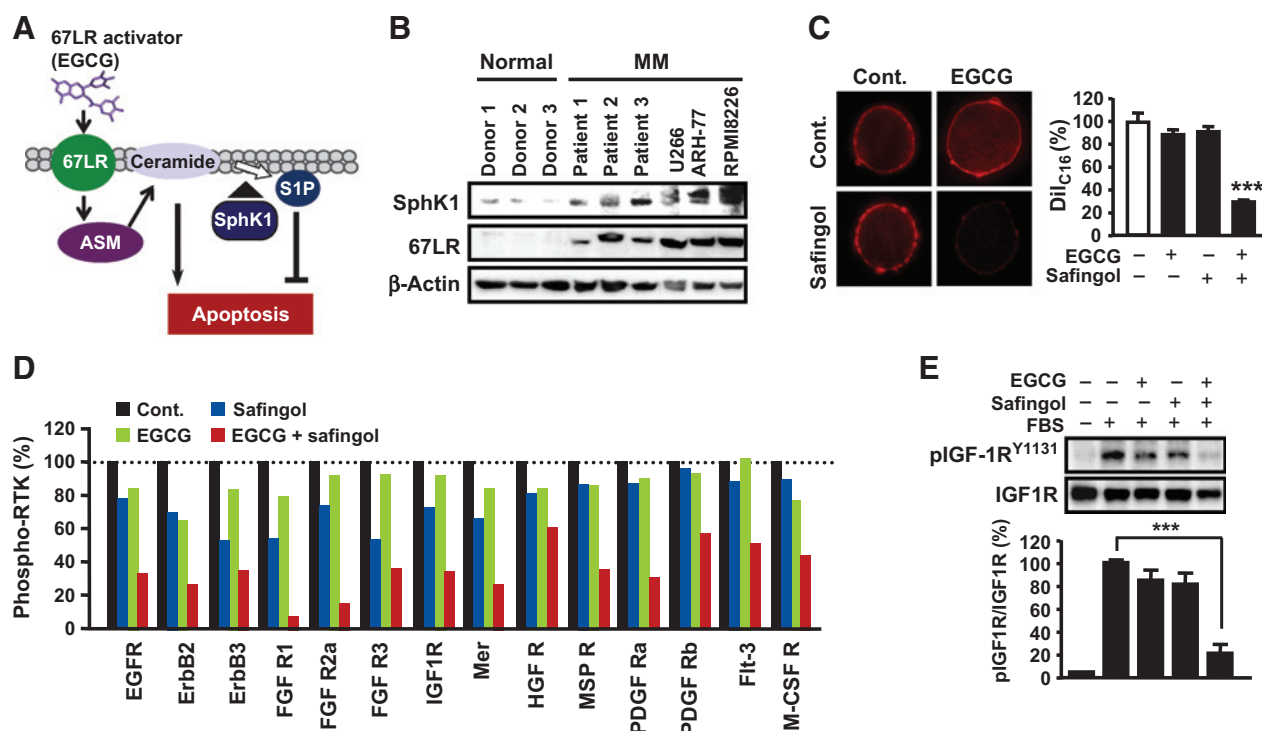 A
67LR activator
(EGCG)
67LR
Ceramide
S1P
SphK1
ASM
Apoptosis
B
Normal
MM
Donor 1
Donor 2
Donor 3
Patient 1
Patient 2
Patient 3
U266
ARH-77
RPMI8226
SphK1
67LR
β-Actin
C
Cont.
EGCG
Cont.
Safingol
DiI_C16 (%)
120
100
80
60
40
20
0
***
EGCG – + – +
Safingol – – + +
D
Cont.
Safingol
EGCG
EGCG + safingol
Phospho-RTK (%)
120
100
80
60
40
20
0
EGFR
ErbB2
ErbB3
FGF R1
FGF R2a
FGF R3
IGF1R
Mer
HGF R
MSP R
PDGF Ra
PDGF Rb
Flt-3
M-CSF R
E
EGCG – – + – +
Safingol – – – + +
FBS – + + + +
pIGF-1R^Y1131
IGF1R
pIGF1R/IGF1R (%)
120
100
80
60
40
20
0
***